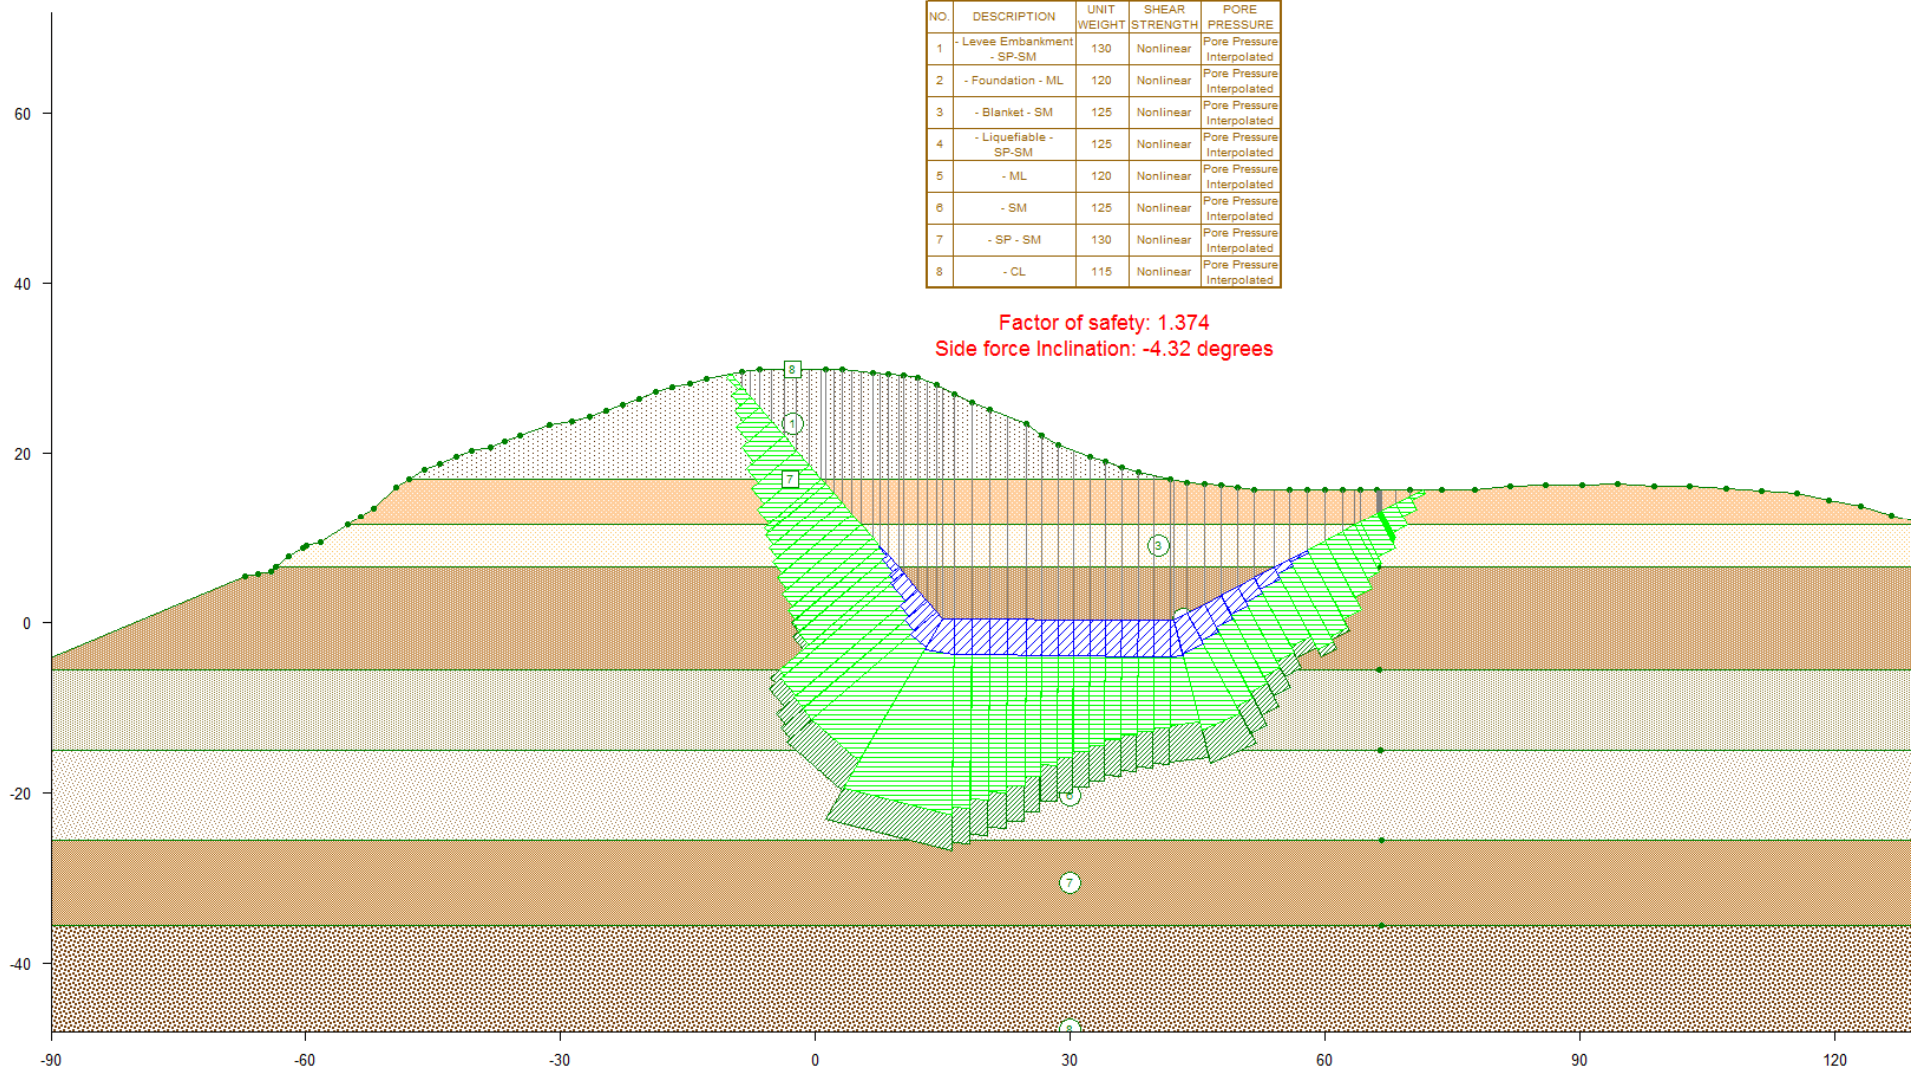 NO. DESCRIPTION UNIT WEIGHT SHEAR STRENGTH PORE PRESSURE
1 - Levee Embankment - SP-SM 130 Nonlinear Pore Pressure Interpolated
2 - Foundation - ML 120 Nonlinear Pore Pressure Interpolated
3 - Blanket - SM 125 Nonlinear Pore Pressure Interpolated
4 - Liquefiable - SP-SM 125 Nonlinear Pore Pressure Interpolated
5 - ML 120 Nonlinear Pore Pressure Interpolated
6 - SM 125 Nonlinear Pore Pressure Interpolated
7 - SP - SM 130 Nonlinear Pore Pressure Interpolated
8 - CL 115 Nonlinear Pore Pressure Interpolated
Factor of safety: 1.374
Side force Inclination: -4.32 degrees
60
40
20
0
-20
-40
8
1
7
3
7
8
-90 -60 -30 0 30 60 90 120